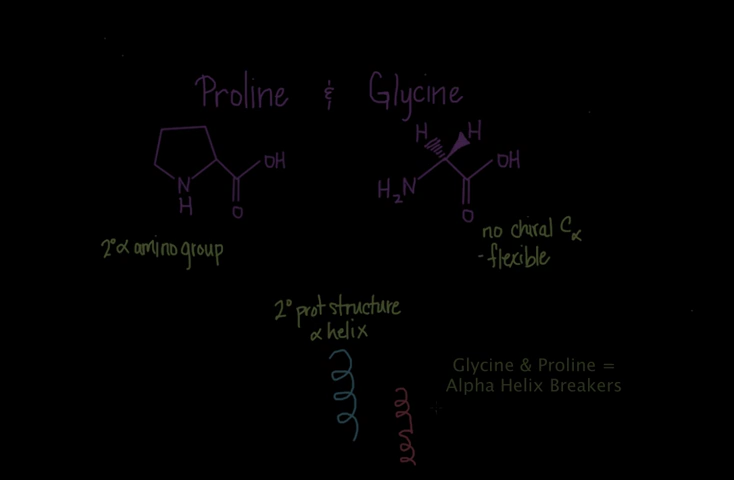 Proline & Glycine
H H
OH
OH
N
H
O
H₂N
O
2° α amino group
no chiral Cα
- flexible
2° prot structure
α helix
Glycine & Proline =
Alpha Helix Breakers